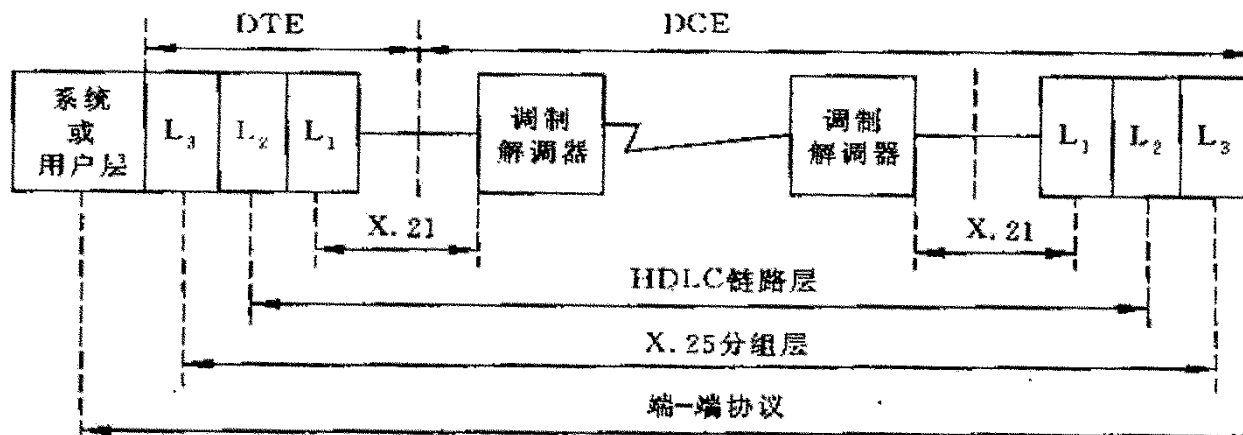 DTE
DCE
系统
或
用户层
L₃
L₂
L₁
调制
解调器
调制
解调器
L₁
L₂
L₃
X.21
X.21
HDLC链路层
X.25分组层
端-端协议